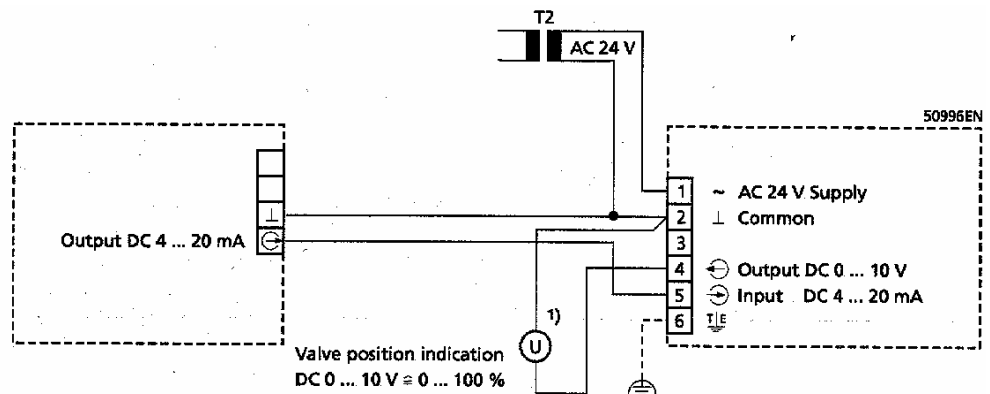 T2
AC 24 V
50996EN
1 ~ AC 24 V Supply
2 ⊥ Common
3
Output DC 4 ... 20 mA
4 Output DC 0 ... 10 V
5 Input DC 4 ... 20 mA
6 T E
1)
U
Valve position indication
DC 0 ... 10 V ≅ 0 ... 100 %